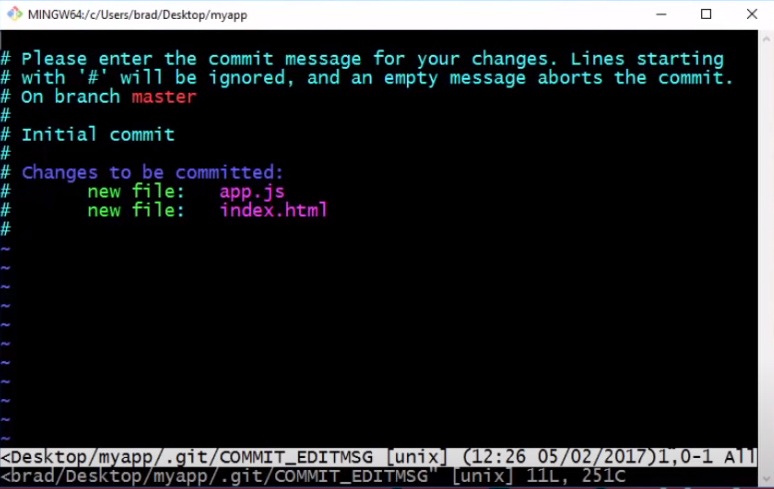 MINGW64:/c/Users/brad/Desktop/myapp
# Please enter the commit message for your changes. Lines starting
# with '#' will be ignored, and an empty message aborts the commit.
# On branch master
#
# Initial commit
#
# Changes to be committed:
#       new file:   app.js
#       new file:   index.html
#
~
~
~
~
~
~
~
~
~
~
~
<Desktop/myapp/.git/COMMIT_EDITMSG [unix] (12:26 05/02/2017)1,0-1 All
<brad/Desktop/myapp/.git/COMMIT_EDITMSG" [unix] 11L, 251C